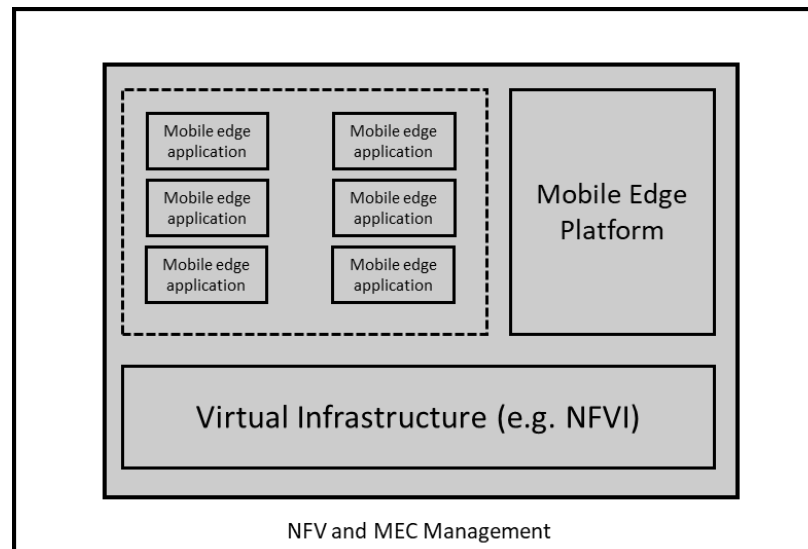 Mobile edge
application
Mobile edge
application
Mobile edge
application
Mobile edge
application
Mobile edge
application
Mobile edge
application
Mobile Edge
Platform
Virtual Infrastructure (e.g. NFVI)
NFV and MEC Management